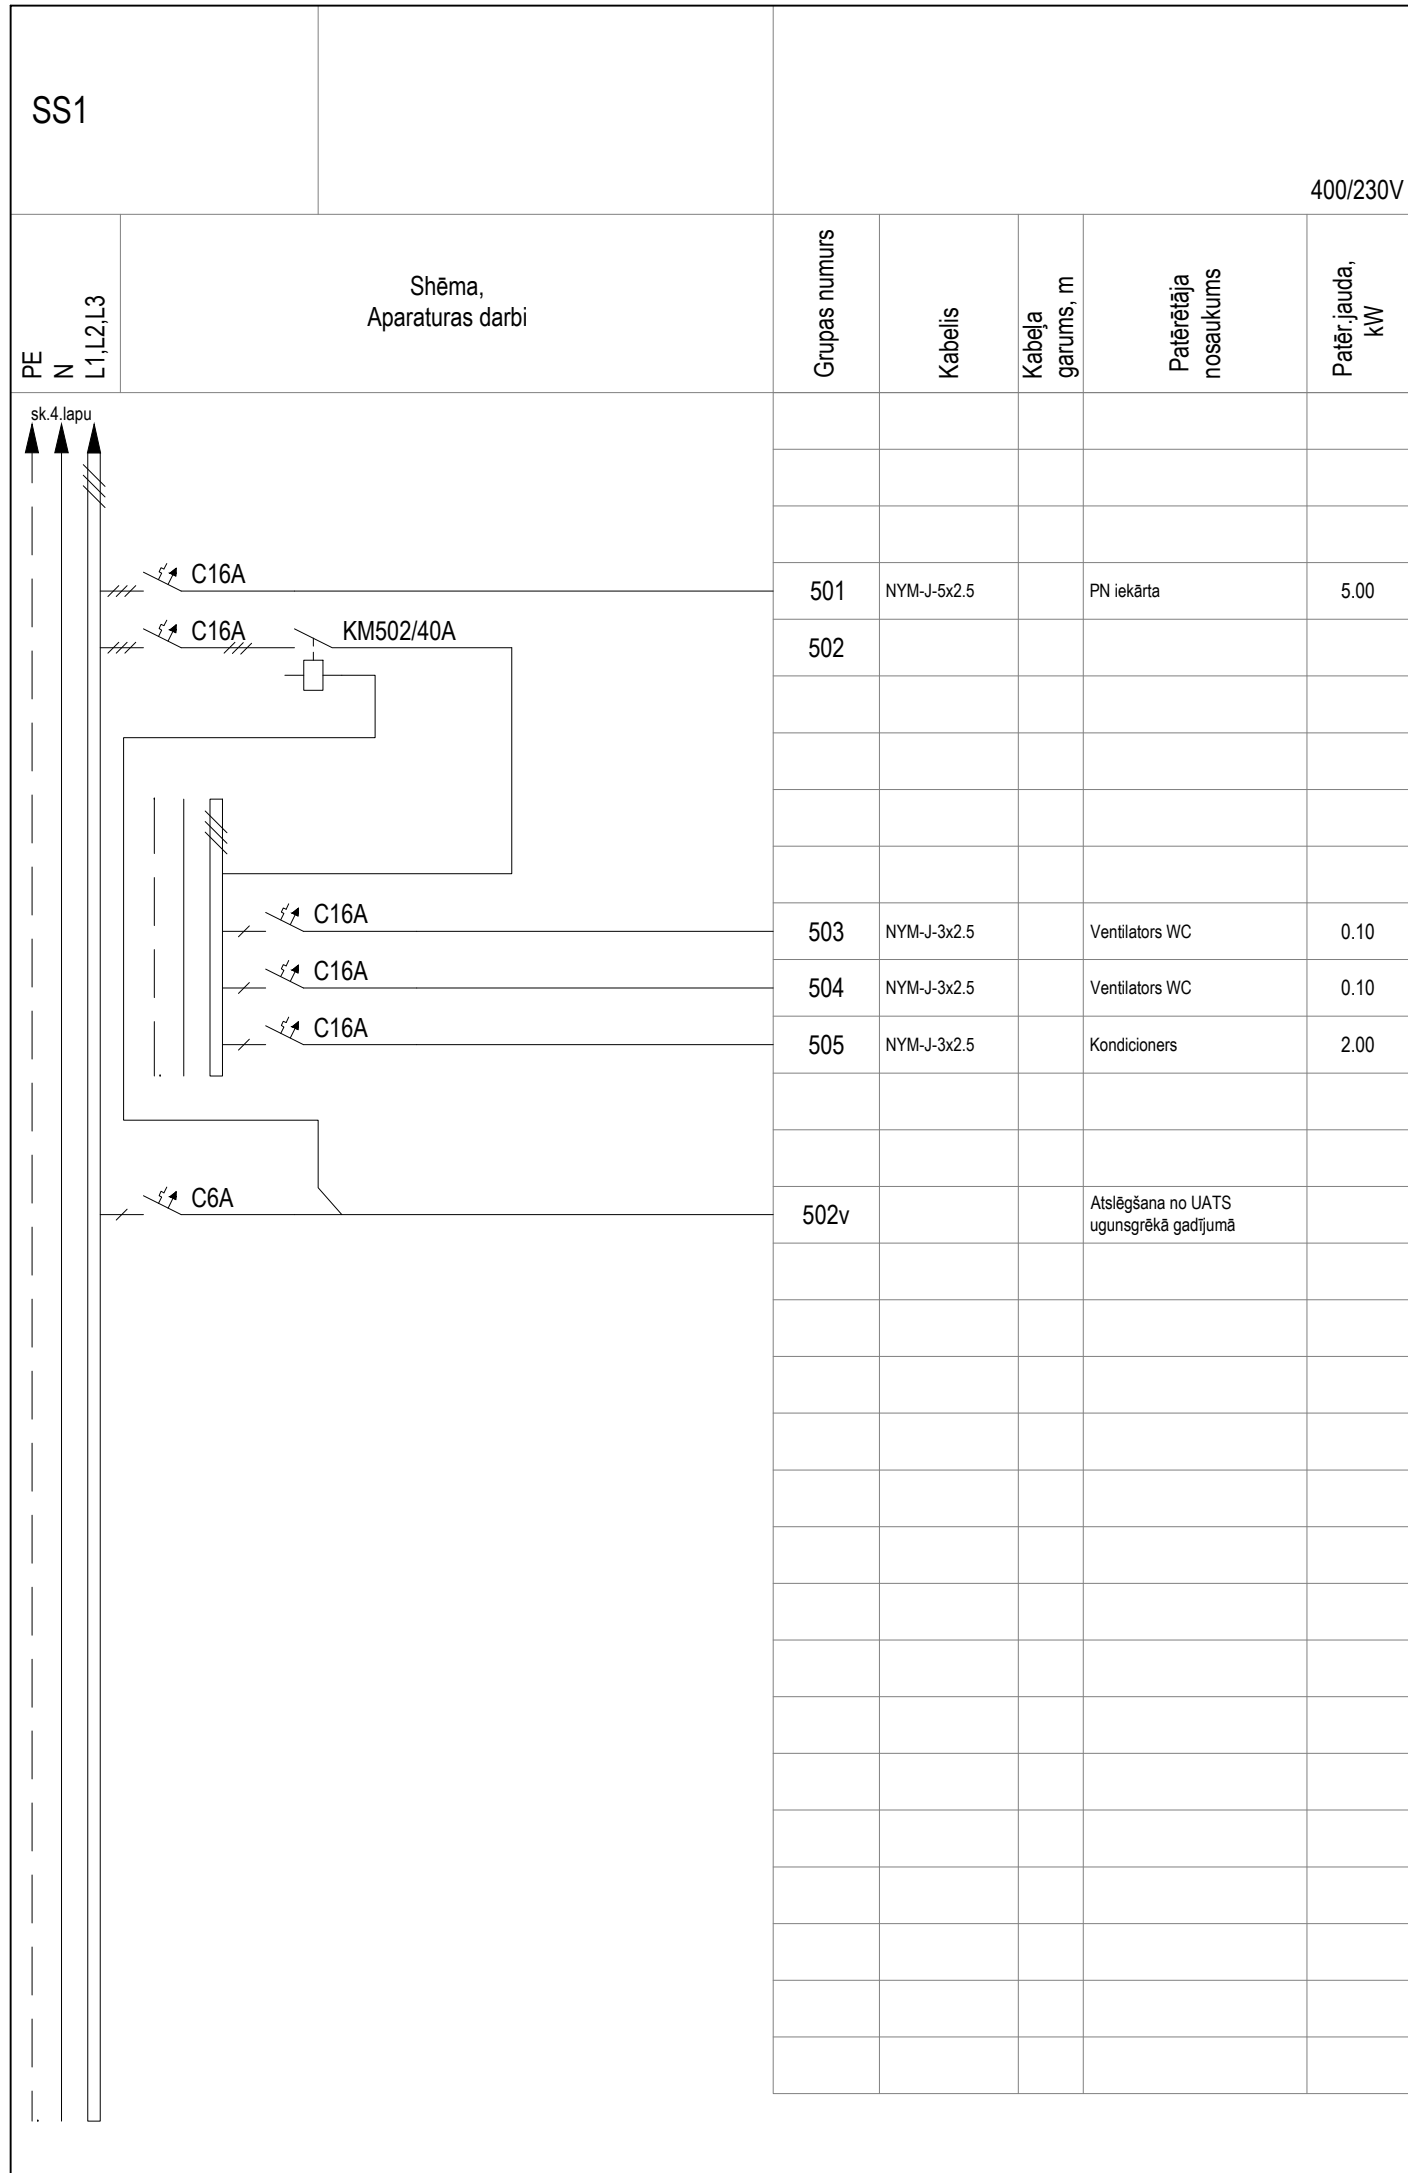 SS1
400/230V
PE
N
L1,L2,L3
Shēma,
Aparaturas darbi
Grupas numurs
Kabelis
Kabeļa
garums, m
Patērētāja
nosaukums
Patēr.jauda,
kW
sk.4.lapu
C16A
501
NYM-J-5x2.5
PN iekārta
5.00
C16A
KM502/40A
502
C16A
503
NYM-J-3x2.5
Ventilators WC
0.10
C16A
504
NYM-J-3x2.5
Ventilators WC
0.10
C16A
505
NYM-J-3x2.5
Kondicioners
2.00
C6A
502v
Atslēgšana no UATS
ugunsgrēkā gadījumā